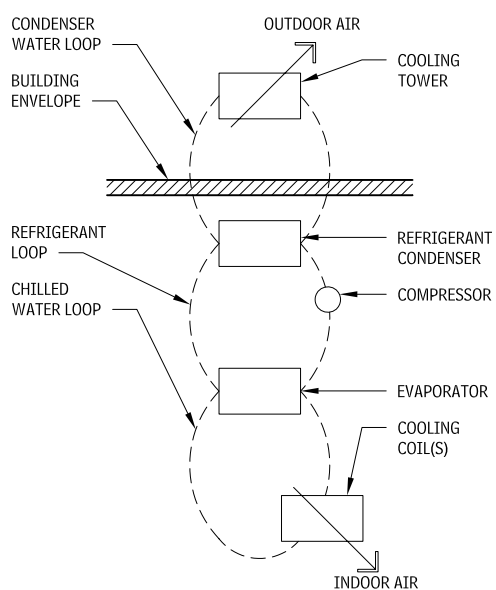 OUTDOOR AIR
CONDENSER
WATER LOOP
COOLING
TOWER
BUILDING
ENVELOPE
REFRIGERANT
LOOP
REFRIGERANT
CONDENSER
CHILLED
WATER LOOP
COMPRESSOR
EVAPORATOR
COOLING
COIL(S)
INDOOR AIR